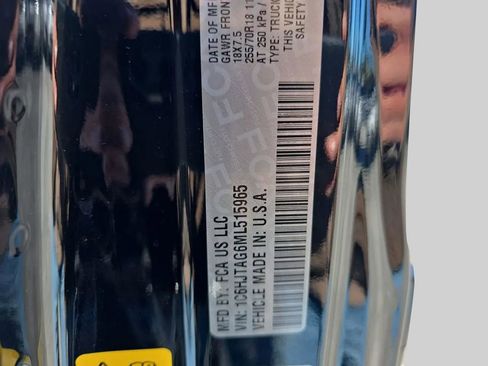 MFD BY: FCA US LLC
VIN: 1C6HJTAG6ML515965
VEHICLE MADE IN: U.S.A.
DATE OF MF
GAWR FRON
18X7.5
255/70R18 11
AT 250 kPa /
TYPE: TRUCK
THIS VEHIC
SAFETY